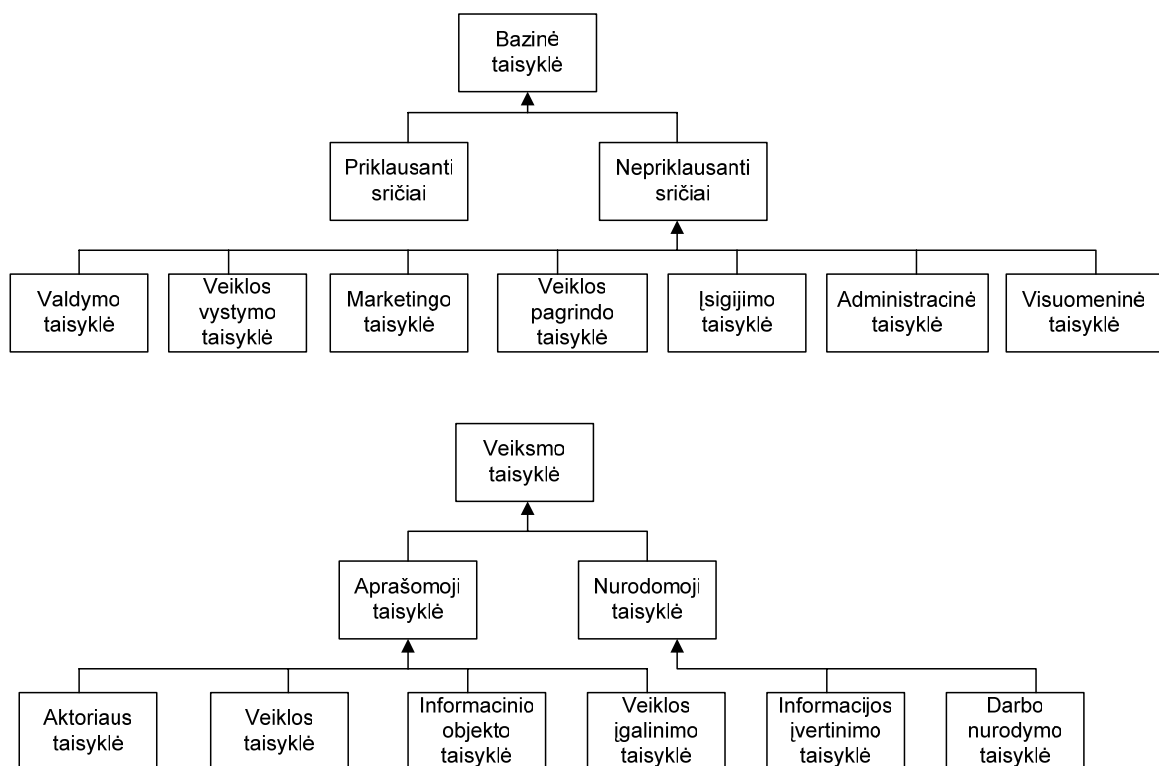 Bazinė
taisyklė
Priklausanti
sričiai
Nepriklausanti
sričiai
Valdymo
taisyklė
Veiklos
vystymo
taisyklė
Marketingo
taisyklė
Veiklos
pagrindo
taisyklė
Įsigijimo
taisyklė
Administracinė
taisyklė
Visuomeninė
taisyklė
Veiksmo
taisyklė
Aprašomoji
taisyklė
Nurodomoji
taisyklė
Aktoriaus
taisyklė
Veiklos
taisyklė
Informacinio
objekto
taisyklė
Veiklos
įgalinimo
taisyklė
Informacijos
įvertinimo
taisyklė
Darbo
nurodymo
taisyklė